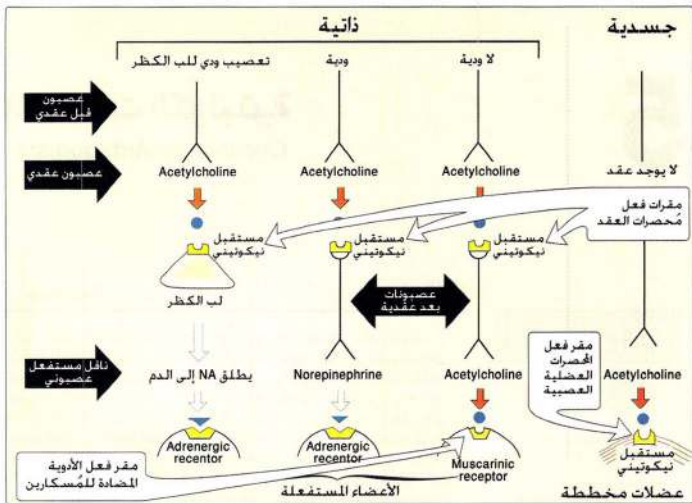 جسدية
ذاتية
لا ودية
ودية
تعصيب ودي للب الكظر
عصبون
قبل عقدي
عصبون عقدي
لا يوجد عقد
Acetylcholine
Acetylcholine
Acetylcholine
مقرات فعل
مُحصرات العقد
مستقبل
نيكوتيني
مستقبل
نيكوتيني
مستقبل
نيكوتيني
لب الكظر
عصبونات
بعد عقدية
مقر فعل
المحصرات
العضلية
العصبية
ناقل مستفعل
عصبوني
Acetylcholine
Acetylcholine
Norepinephrine
يطلق NA إلى الدم
مستقبل
نيكوتيني
Muscarinic
receptor
Adrenergic
recentor
Adrenergic
recentor
مقر فعل الأدوية
المضادة للمُسكارين
عضلات مخططة
الأعضاء المستفعلة